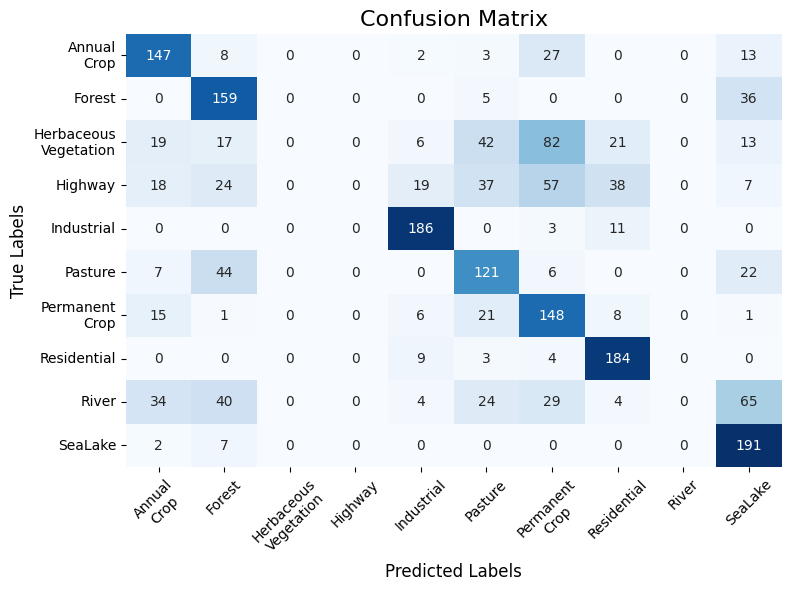 Confusion Matrix
True Labels
Annual
Crop
147 8 0 0 2 3 27 0 0 13
Forest
0 159 0 0 0 5 0 0 0 36
Herbaceous
Vegetation
19 17 0 0 6 42 82 21 0 13
Highway
18 24 0 0 19 37 57 38 0 7
Industrial
0 0 0 0 186 0 3 11 0 0
Pasture
7 44 0 0 0 121 6 0 0 22
Permanent
Crop
15 1 0 0 6 21 148 8 0 1
Residential
0 0 0 0 9 3 4 184 0 0
River
34 40 0 0 4 24 29 4 0 65
SeaLake
2 7 0 0 0 0 0 0 0 191
Annual
Crop
Forest
Herbaceous
Vegetation
Highway
Industrial
Pasture
Permanent
Crop
Residential
River
SeaLake
Predicted Labels